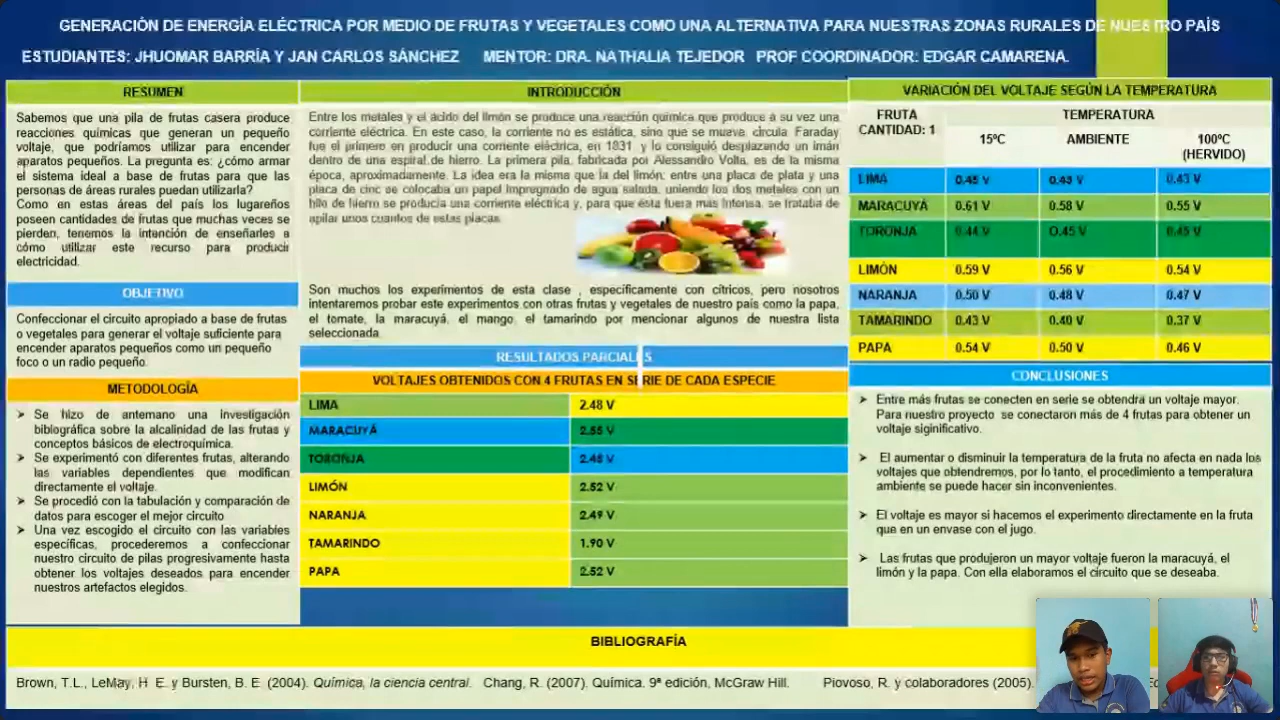 GENERACIÓN DE ENERGÍA ELÉCTRICA POR MEDIO DE FRUTAS Y VEGETALES COMO UNA ALTERNATIVA PARA NUESTRAS ZONAS RURALES DE NUESTRO PAÍS
ESTUDIANTES: JHUOMAR BARRÍA Y JAN CARLOS SÁNCHEZ MENTOR: DRA. NATHALIA TEJEDOR PROF COORDINADOR: EDGAR CAMARENA.
RESUMEN
Sabemos que una pila de frutas casera produce
reacciones químicas que generan un pequeño
voltaje, que podríamos utilizar para encender
aparatos pequeños. La pregunta es: ¿cómo armar
el sistema ideal a base de frutas para que las
personas de áreas rurales puedan utilizarla?
Como en estas áreas del país los lugareños
poseen cantidades de frutas que muchas veces se
pierden, tenemos la intención de enseñarles a
cómo utilizar este recurso para producir
electricidad.
OBJETIVO
Confeccionar el circuito apropiado a base de frutas
o vegetales para generar el voltaje suficiente para
encender aparatos pequeños como un pequeño
foco o un radio pequeño.
METODOLOGÍA
➢ Se hizo de antemano una investigación
bibliográfica sobre la alcalinidad de las frutas y
conceptos básicos de electroquímica.
➢ Se experimentó con diferentes frutas, alterando
las variables dependientes que modifican
directamente el voltaje.
➢ Se procedió con la tabulación y comparación de
datos para escoger el mejor circuito
➢ Una vez escogido el circuito con las variables
específicas, procederemos a confeccionar
nuestro circuito de pilas progresivamente hasta
obtener los voltajes deseados para encender
nuestros artefactos elegidos.
INTRODUCCIÓN
Entre los metales y el ácido del limón se produce una reacción química que produce a su vez una
corriente eléctrica. En este caso, la corriente no es estática, sino que se mueve, circula. Faraday
fue el primero en producir una corriente eléctrica, en 1831 y lo consiguió desplazando un imán
dentro de una espiral de hierro. La primera pila, fabricada por Alessandro Volta, es de la misma
época, aproximadamente. La idea era la misma que la del limón: entre una placa de plata y una
placa de cinc se colocaba un papel impregnado de agua salada, uniendo los dos metales con un
hilo de hierro se producía una corriente eléctrica y, para que ésta fuera más intensa, se trataba de
apilar unos cuantos de estas placas.
Son muchos los experimentos de esta clase , específicamente con cítricos, pero nosotros
intentaremos probar este experimentos con otras frutas y vegetales de nuestro país como la papa,
el tomate, la maracuyá, el mango, el tamarindo por mencionar algunos de nuestra lista
seleccionada.
RESULTADOS PARCIALES
VOLTAJES OBTENIDOS CON 4 FRUTAS EN SERIE DE CADA ESPECIE
LIMA 2.48 V
MARACUYÁ 2.55 V
TORONJA 2.48 V
LIMÓN 2.52 V
NARANJA 2.49 V
TAMARINDO 1.90 V
PAPA 2.52 V
VARIACIÓN DEL VOLTAJE SEGÚN LA TEMPERATURA
FRUTA CANTIDAD: 1 TEMPERATURA
15ºC AMBIENTE 100ºC (HERVIDO)
LIMA 0.45 V 0.43 V 0.43 V
MARACUYÁ 0.61 V 0.58 V 0.55 V
TORONJA 0.44 V O.45 V 0.45 V
LIMÓN 0.59 V 0.56 V 0.54 V
NARANJA 0.50 V 0.48 V 0.47 V
TAMARINDO 0.43 V 0.40 V 0.37 V
PAPA 0.54 V 0.50 V 0.46 V
CONCLUSIONES
➢ Entre más frutas se conecten en serie se obtendra un voltaje mayor.
Para nuestro proyecto se conectaron más de 4 frutas para obtener un
voltaje siginificativo.
➢ El aumentar o disminuir la temperatura de la fruta no afecta en nada los
voltajes que obtendremos, por lo tanto, el procedimiento a temperatura
ambiente se puede hacer sin inconvenientes.
➢ El voltaje es mayor si hacemos el experimento directamente en la fruta
que en un envase con el jugo.
➢ Las frutas que produjeron un mayor voltaje fueron la maracuyá, el
limón y la papa. Con ella elaboramos el circuito que se deseaba.
BIBLIOGRAFÍA
Brown, T.L., LeMay, H. E. y Bursten, B. E. (2004). Química, la ciencia central. Chang, R. (2007). Química. 9ª edición, McGraw Hill. Piovoso, R. y colaboradores (2005).